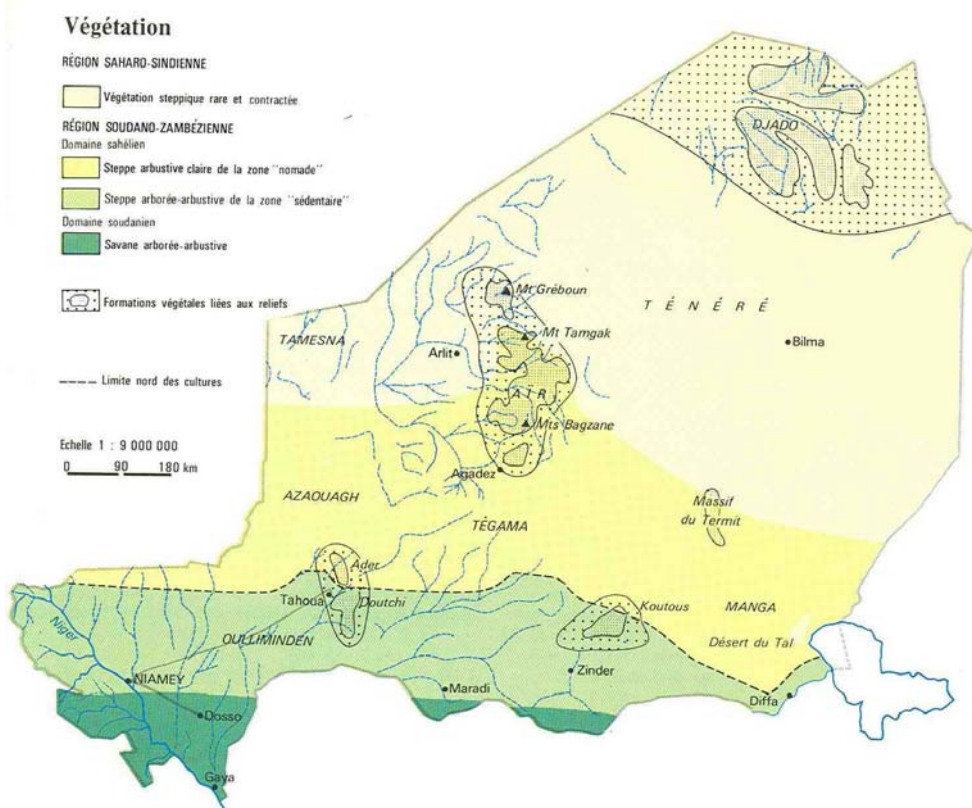 Végétation
RÉGION SAHARO-SINDIENNE
Végétation steppique rare et contractée
RÉGION SOUDANO-ZAMBÉZIENNE
Domaine sahélien
Steppe arbustive claire de la zone "nomade"
Steppe arborée-arbustive de la zone "sédentaire"
Domaine soudanien
Savane arborée-arbustive
Formations végétales liées aux reliefs
Limite nord des cultures
Echelle 1 : 9 000 000
0 90 180 km
DJADO
Mt Gréboun
TÉNÉRÉ
TAMESNA
Mt Tamgak
Arlit
Bilma
AIR
Mts Bagzane
Agadez
AZAOUAGH
Massif
du Termit
TÉGAMA
Ader
Tahoua
Doutchi
Koutous
MANGA
Niger
OULLIMINDEN
Désert du Tal
Zinder
NIAMEY
Maradi
Diffa
Dosso
Gaya